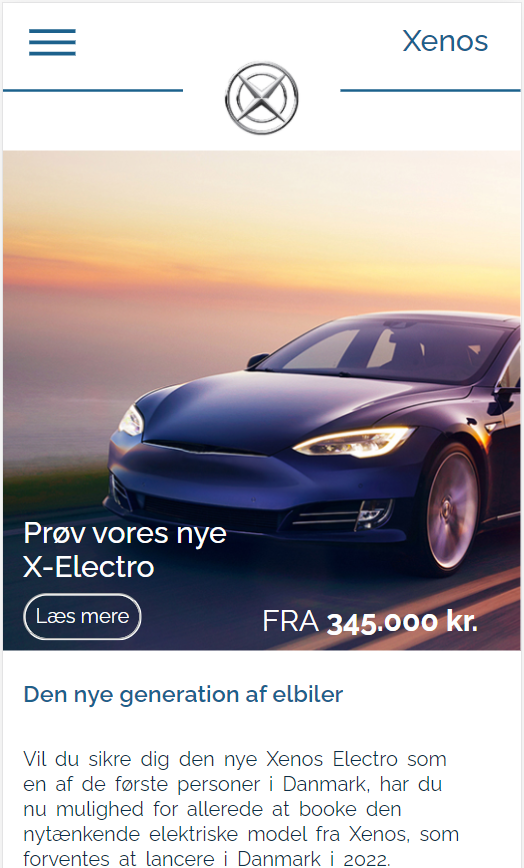 Xenos
Prøv vores nye
X-Electro
Læs mere
FRA 345.000 kr.
Den nye generation af elbiler
Vil du sikre dig den nye Xenos Electro som
en af de første personer i Danmark, har du
nu mulighed for allerede at booke den
nytænkende elektriske model fra Xenos, som
forventes at lancere i Danmark i 2022.